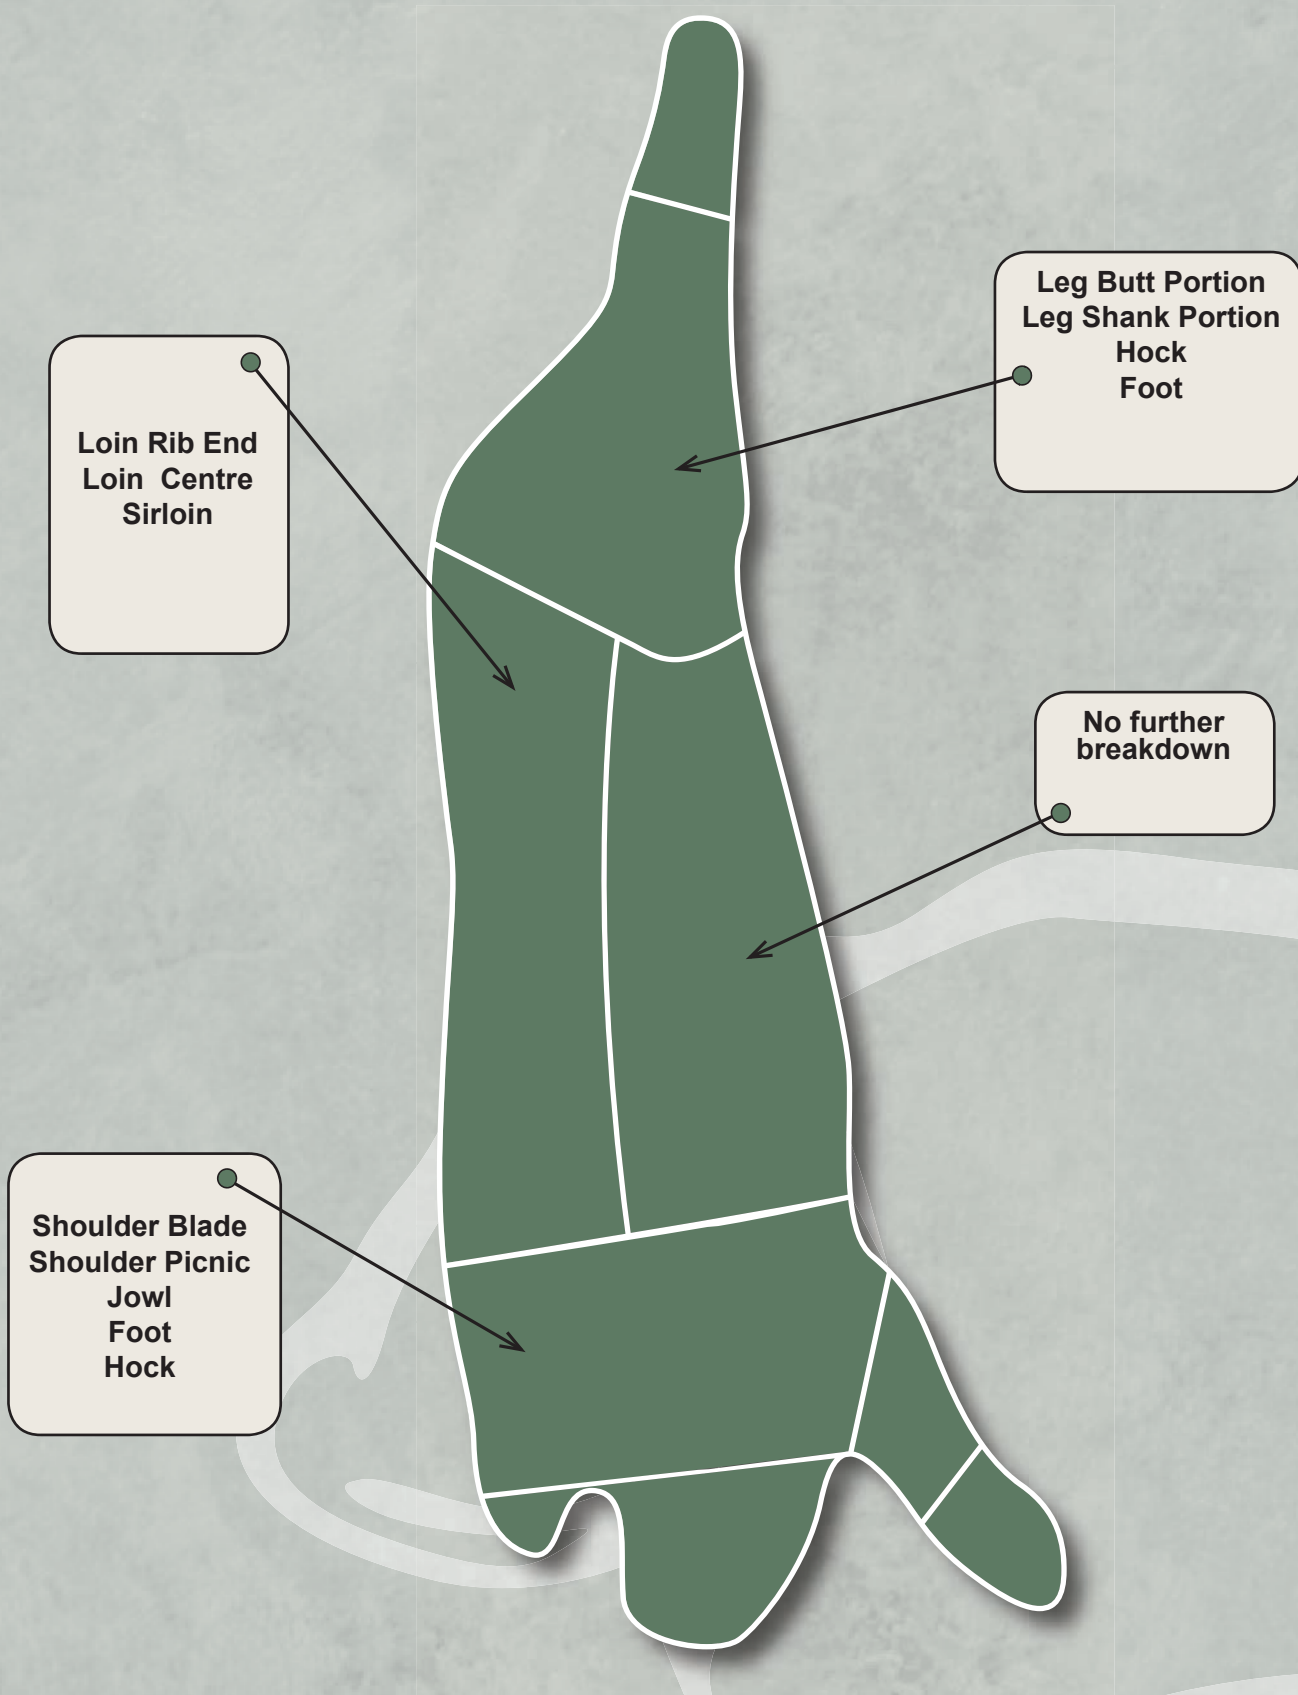 Leg Butt Portion
Leg Shank Portion
Hock
Foot
Loin Rib End
Loin Centre
Sirloin
No further
breakdown
Shoulder Blade
Shoulder Picnic
Jowl
Foot
Hock